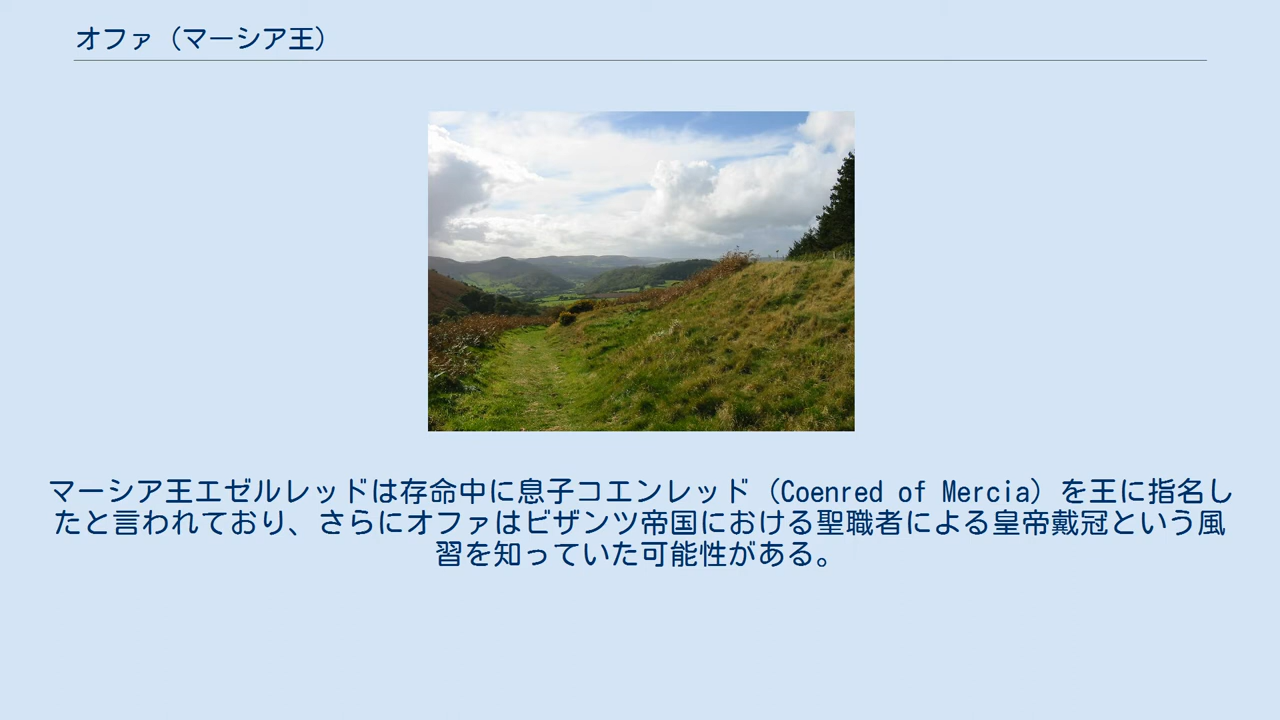 オファ（マーシア王）
マーシア王エゼルレッドは存命中に息子コエンレッド（Coenred of Mercia）を王に指名し
たと言われており、さらにオファはビザンツ帝国における聖職者による皇帝戴冠という風
習を知っていた可能性がある。